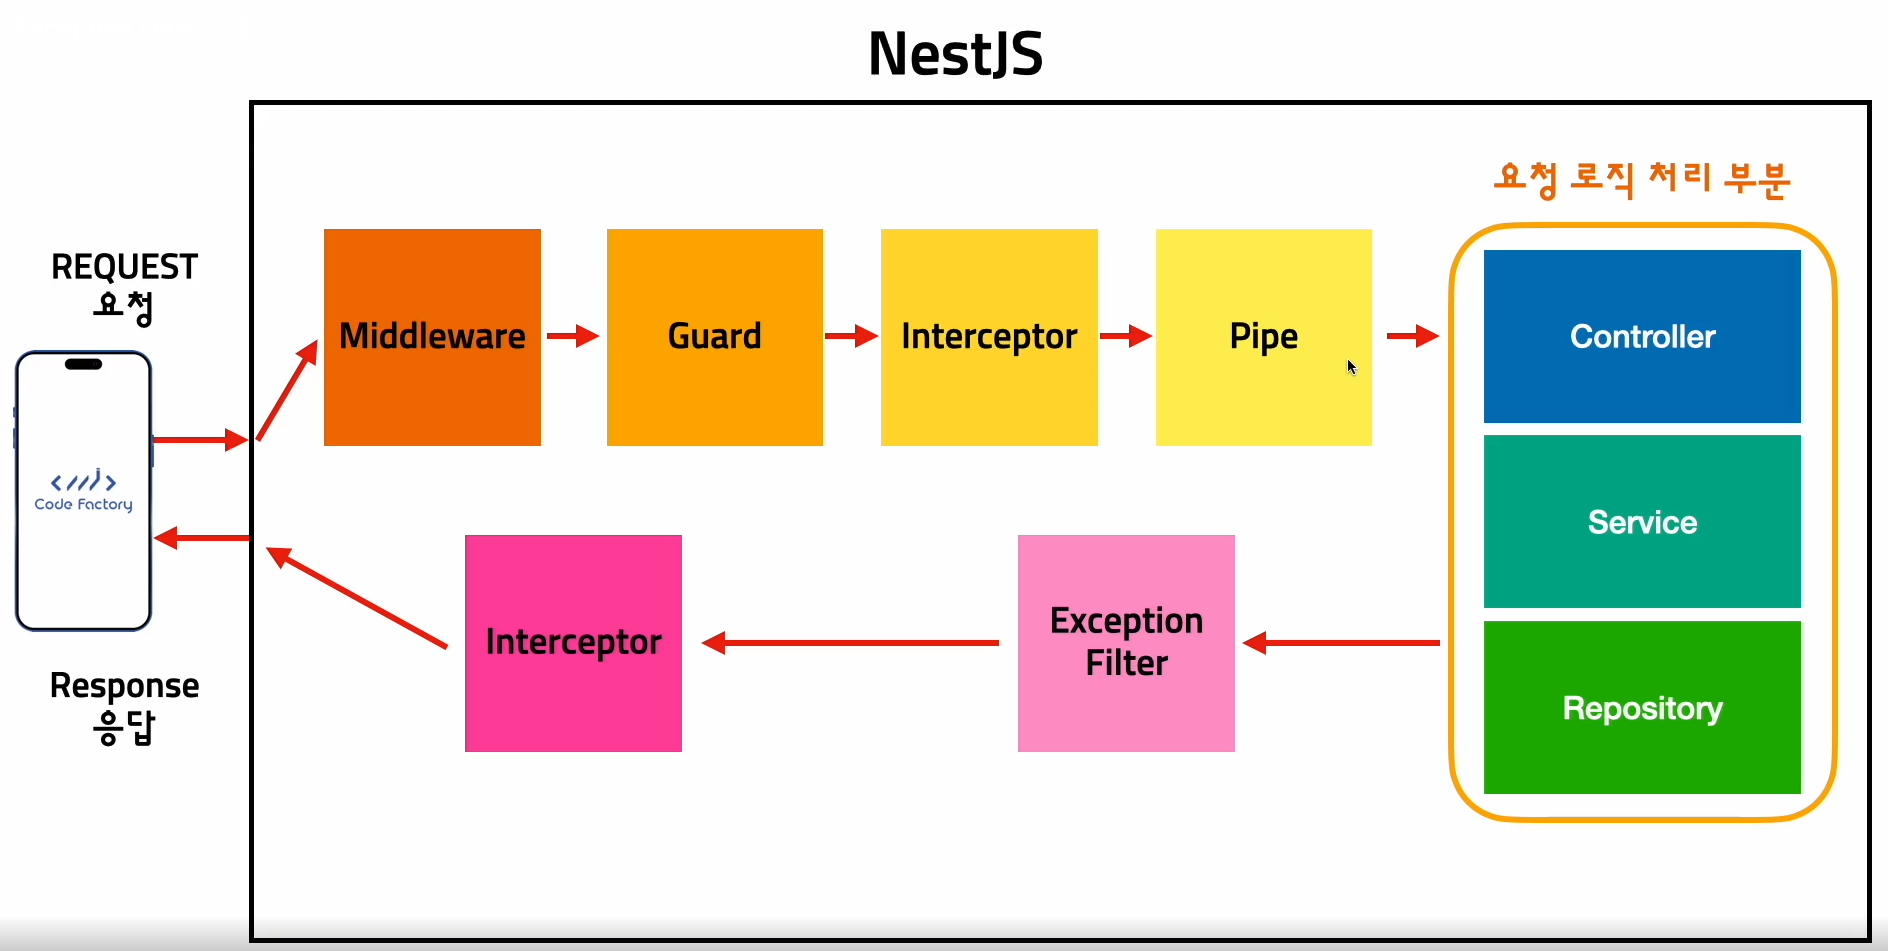 NestJS
요청 로직 처리 부분
REQUEST
요청
Middleware
Guard
Interceptor
Pipe
Controller
Code Factory
Service
Interceptor
Exception
Filter
Repository
Response
응답